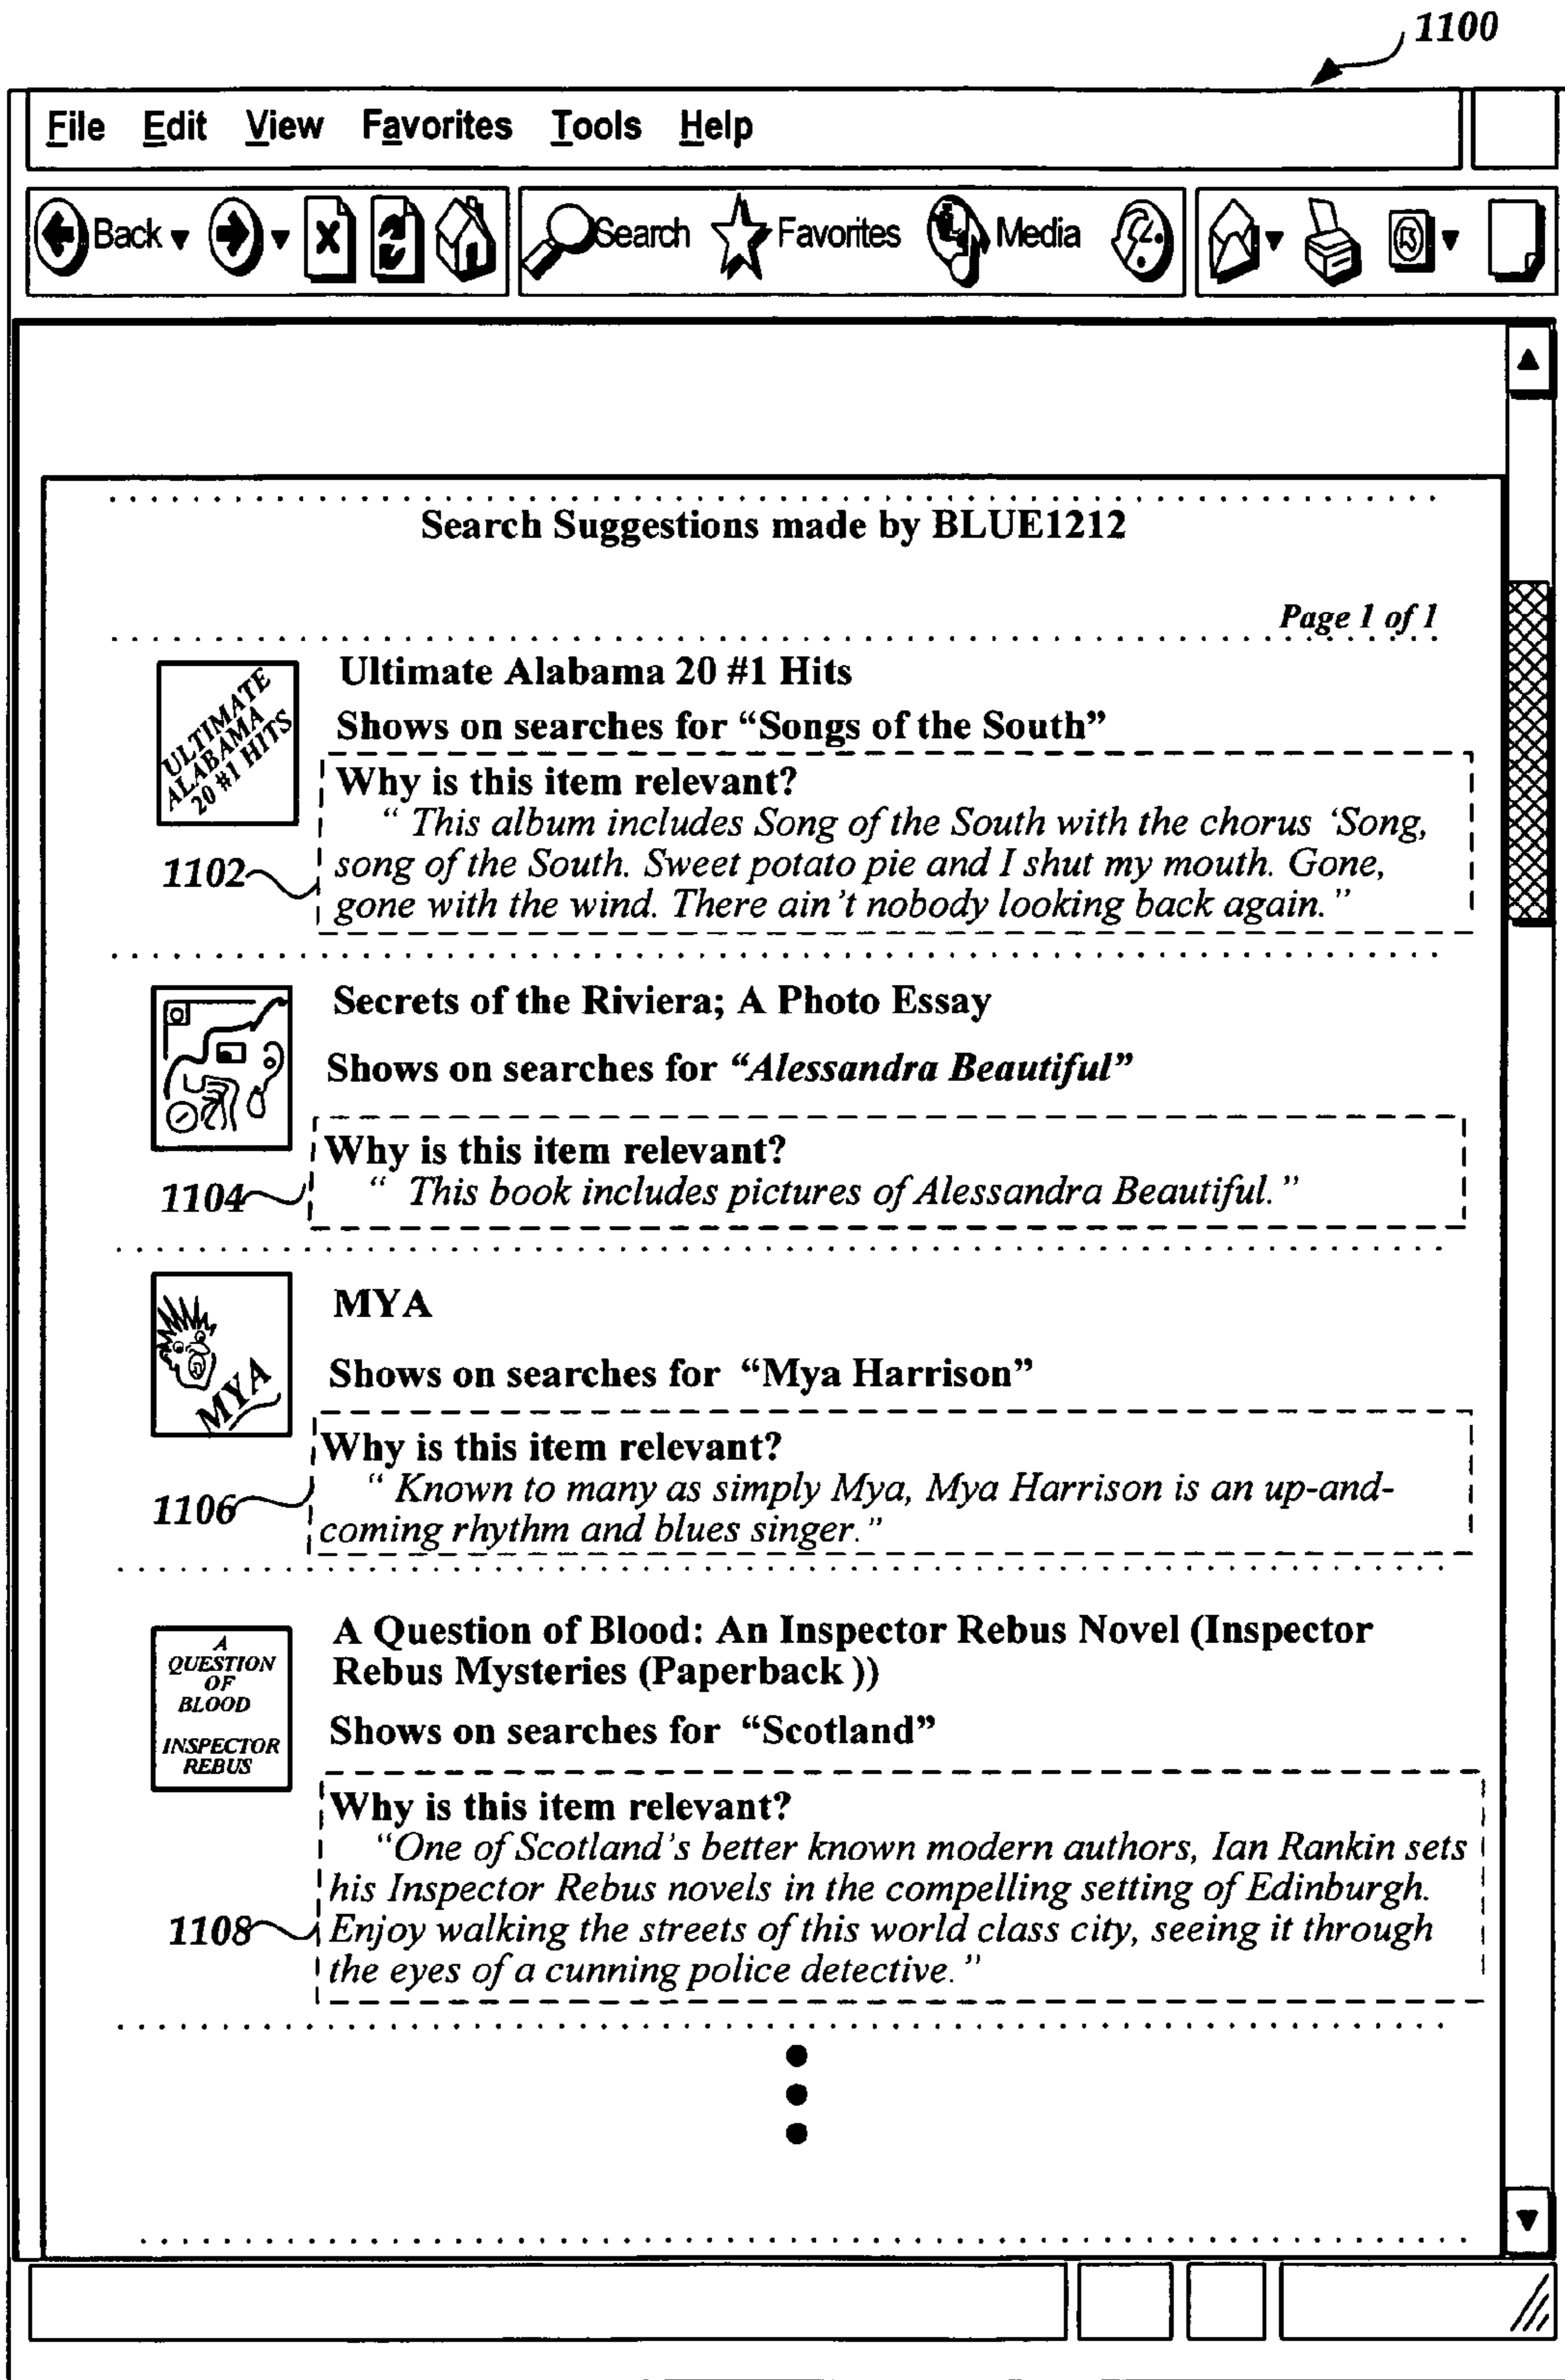 1100
File Edit View Favorites Tools Help
Back Search Favorites Media
Search Suggestions made by BLUE1212
Page 1 of 1
ULTIMATE
ALABAMA
20 #1 HITS
Ultimate Alabama 20 #1 Hits
Shows on searches for “Songs of the South”
Why is this item relevant?
“ This album includes Song of the South with the chorus ‘Song,
song of the South. Sweet potato pie and I shut my mouth. Gone,
gone with the wind. There ain’t nobody looking back again.”
1102
Secrets of the Riviera; A Photo Essay
Shows on searches for “Alessandra Beautiful”
Why is this item relevant?
“ This book includes pictures of Alessandra Beautiful.”
1104
MYA
MYA
Shows on searches for “Mya Harrison”
Why is this item relevant?
“ Known to many as simply Mya, Mya Harrison is an up-and-
coming rhythm and blues singer.”
1106
A
QUESTION
OF
BLOOD
INSPECTOR
REBUS
A Question of Blood: An Inspector Rebus Novel (Inspector
Rebus Mysteries (Paperback))
Shows on searches for “Scotland”
Why is this item relevant?
“One of Scotland’s better known modern authors, Ian Rankin sets
his Inspector Rebus novels in the compelling setting of Edinburgh.
Enjoy walking the streets of this world class city, seeing it through
the eyes of a cunning police detective.”
1108